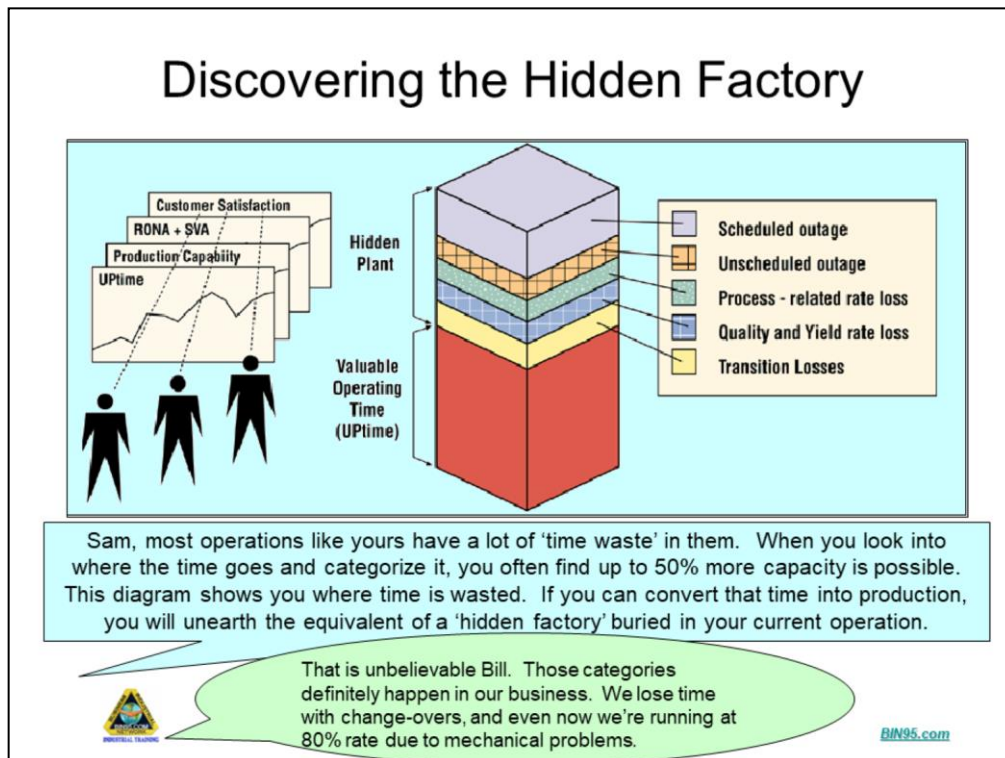 Discovering the Hidden Factory
Customer Satisfaction
RONA + SVA
Production Capabiity
UPtime
Hidden
Plant
Valuable
Operating
Time
(UPtime)
Scheduled outage
Unscheduled outage
Process - related rate loss
Quality and Yield rate loss
Transition Losses
Sam, most operations like yours have a lot of ‘time waste’ in them.  When you look into
where the time goes and categorize it, you often find up to 50% more capacity is possible.
This diagram shows you where time is wasted.  If you can convert that time into production,
you will unearth the equivalent of a ‘hidden factory’ buried in your current operation.
That is unbelievable Bill.  Those categories
definitely happen in our business.  We lose time
with change-overs, and even now we’re running at
80% rate due to mechanical problems.
NETWORK
INDUSTRIAL TRAINING
BIN95.com